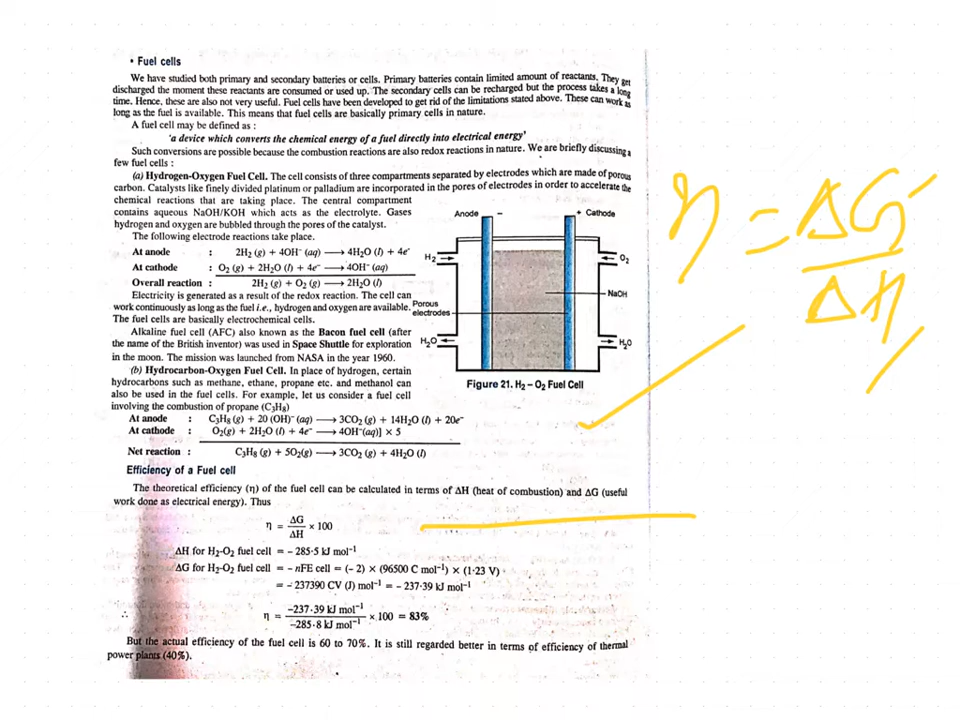 • Fuel cells
We have studied both primary and secondary batteries or cells. Primary batteries contain limited amount of reactants. They get
discharged the moment these reactants are consumed or used up. The secondary cells can be recharged but the process takes a long
time. Hence, these are also not very useful. Fuel cells have been developed to get rid of the limitations stated above. These can work as
long as the fuel is available. This means that fuel cells are basically primary cells in nature.
A fuel cell may be defined as :
'a device which converts the chemical energy of a fuel directly into electrical energy'
Such conversions are possible because the combustion reactions are also redox reactions in nature. We are briefly discussing a
few fuel cells :
(a) Hydrogen-Oxygen Fuel Cell. The cell consists of three compartments separated by electrodes which are made of porous
carbon. Catalysts like finely divided platinum or palladium are incorporated in the pores of electrodes in order to accelerate the
chemical reactions that are taking place. The central compartment
contains aqueous NaOH/KOH which acts as the electrolyte. Gases
hydrogen and oxygen are bubbled through the pores of the catalyst.
The following electrode reactions take place.
At anode : 2H₂ (g) + 4OH⁻ (aq) ⟶ 4H₂O (l) + 4e⁻
At cathode : O₂ (g) + 2H₂O (l) + 4e⁻ ⟶ 4OH⁻ (aq)
Overall reaction : 2H₂ (g) + O₂ (g) ⟶ 2H₂O (l)
Electricity is generated as a result of the redox reaction. The cell can
work continuously as long as the fuel i.e., hydrogen and oxygen are available.
The fuel cells are basically electrochemical cells.
Alkaline fuel cell (AFC) also known as the Bacon fuel cell (after
the name of the British inventor) was used in Space Shuttle for exploration
in the moon. The mission was launched from NASA in the year 1960.
(b) Hydrocarbon-Oxygen Fuel Cell. In place of hydrogen, certain
hydrocarbons such as methane, ethane, propane etc. and methanol can
also be used in the fuel cells. For example, let us consider a fuel cell
involving the combustion of propane (C₃H₈)
Anode − + Cathode
H₂ O₂
NaOH
Porous
electrodes
H₂O H₂O
Figure 21. H₂ – O₂ Fuel Cell
At anode : C₃H₈ (g) + 20 (OH)⁻ (aq) ⟶ 3CO₂ (g) + 14H₂O (l) + 20e⁻
At cathode : O₂(g) + 2H₂O (l) + 4e⁻ ⟶ 4OH⁻(aq)] × 5
Net reaction : C₃H₈ (g) + 5O₂(g) ⟶ 3CO₂ (g) + 4H₂O (l)
Efficiency of a Fuel cell
The theoretical efficiency (η) of the fuel cell can be calculated in terms of ΔH (heat of combustion) and ΔG (useful
work done as electrical energy). Thus
η = ΔG/ΔH × 100
ΔH for H₂-O₂ fuel cell = – 285·5 kJ mol⁻¹
ΔG for H₂-O₂ fuel cell = – nFE cell = (– 2) × (96500 C mol⁻¹) × (1·23 V)
= – 237390 CV (J) mol⁻¹ = – 237·39 kJ mol⁻¹
∴ η = –237·39 kJ mol⁻¹/–285·8 kJ mol⁻¹ × 100 = 83%
But the actual efficiency of the fuel cell is 60 to 70%. It is still regarded better in terms of efficiency of thermal
power plants (40%).
η = ΔG/ΔH